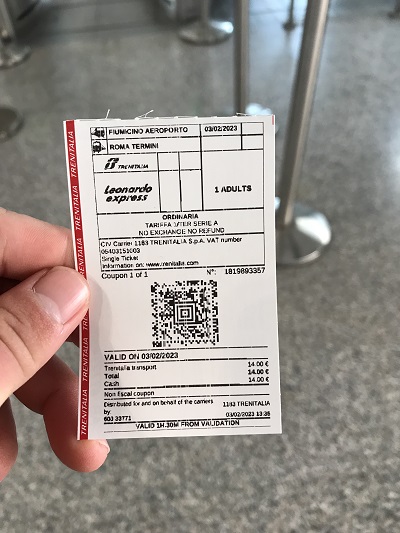 FIUMICINO AEROPORTO 03/02/2023
ROMA TERMINI
TRENITALIA
Leonardo express 1 ADULTS
ORDINARIA
NO EXCHANGE NO REFUND
CIV Carrier 1183 TRENITALIA S.p.A. VAT number
05403151003
Single Ticket
Information on: www.trenitalia.com
Coupon 1 of 1 N°: 1819893357
VALID ON 03/02/2023
Trenitalia transport 14.00 €
Total 14.00 €
Cash 14.00 €
Non fiscal coupon
Distributed for and on behalf of the carriers 1183 TRENITALIA
by
03/02/2023 13:36
VALID 1H.30M FROM VALIDATION
TRENITALIA TRENITALIA TRENITALIA TRENITALIA TRENITALIA